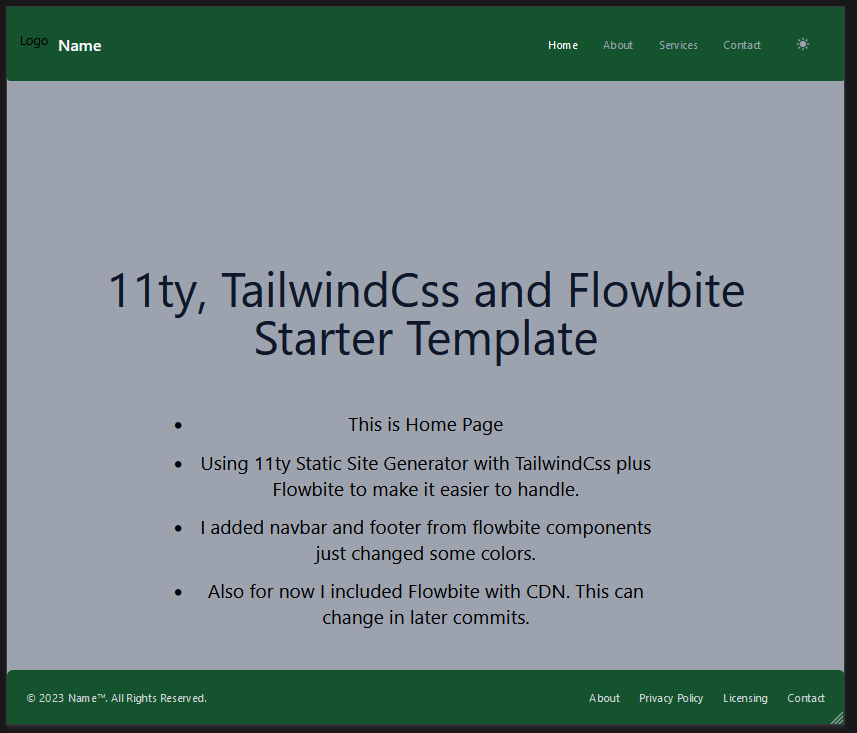 Logo Name Home About Services Contact
11ty, TailwindCss and Flowbite
Starter Template
• This is Home Page
• Using 11ty Static Site Generator with TailwindCss plus
Flowbite to make it easier to handle.
• I added navbar and footer from flowbite components
just changed some colors.
• Also for now I included Flowbite with CDN. This can
change in later commits.
© 2023 Name™. All Rights Reserved. About Privacy Policy Licensing Contact